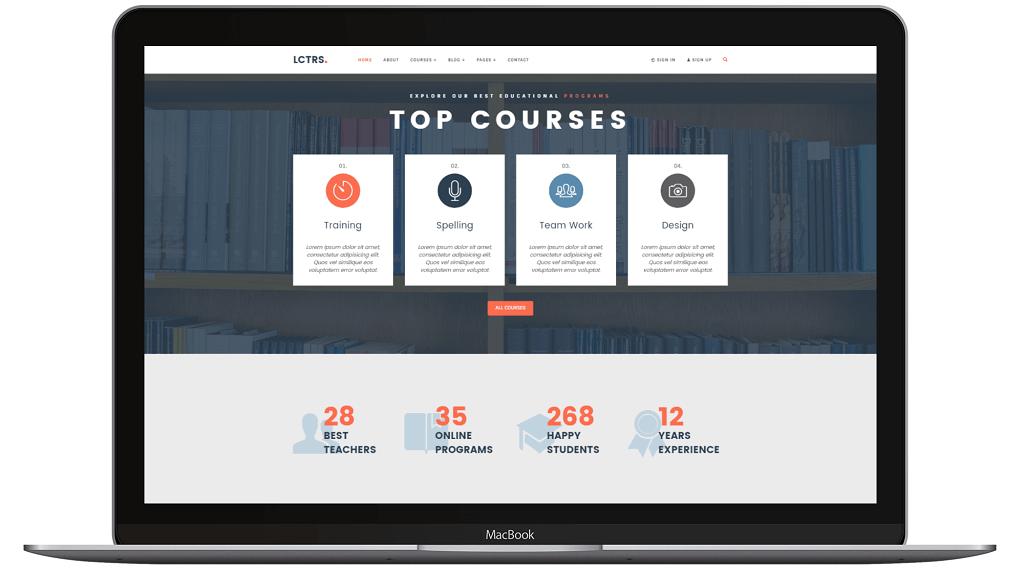 LCTRS.
HOME ABOUT COURSES + BLOG + PAGES + CONTACT
SIGN IN SIGN UP
EXPLORE OUR BEST EDUCATIONAL PROGRAMS
TOP COURSES
01.
Training
Lorem ipsum dolor sit amet,
consectetur adipisicing elit.
Quos vel similique eos
voluptatem error voluptat.
02.
Spelling
Lorem ipsum dolor sit amet,
consectetur adipisicing elit.
Quos vel similique eos
voluptatem error voluptat.
03.
Team Work
Lorem ipsum dolor sit amet,
consectetur adipisicing elit.
Quos vel similique eos
voluptatem error voluptat.
04.
Design
Lorem ipsum dolor sit amet,
consectetur adipisicing elit.
Quos vel similique eos
voluptatem error voluptat.
ALL COURSES
28
BEST
TEACHERS
35
ONLINE
PROGRAMS
268
HAPPY
STUDENTS
12
YEARS
EXPERIENCE
MacBook